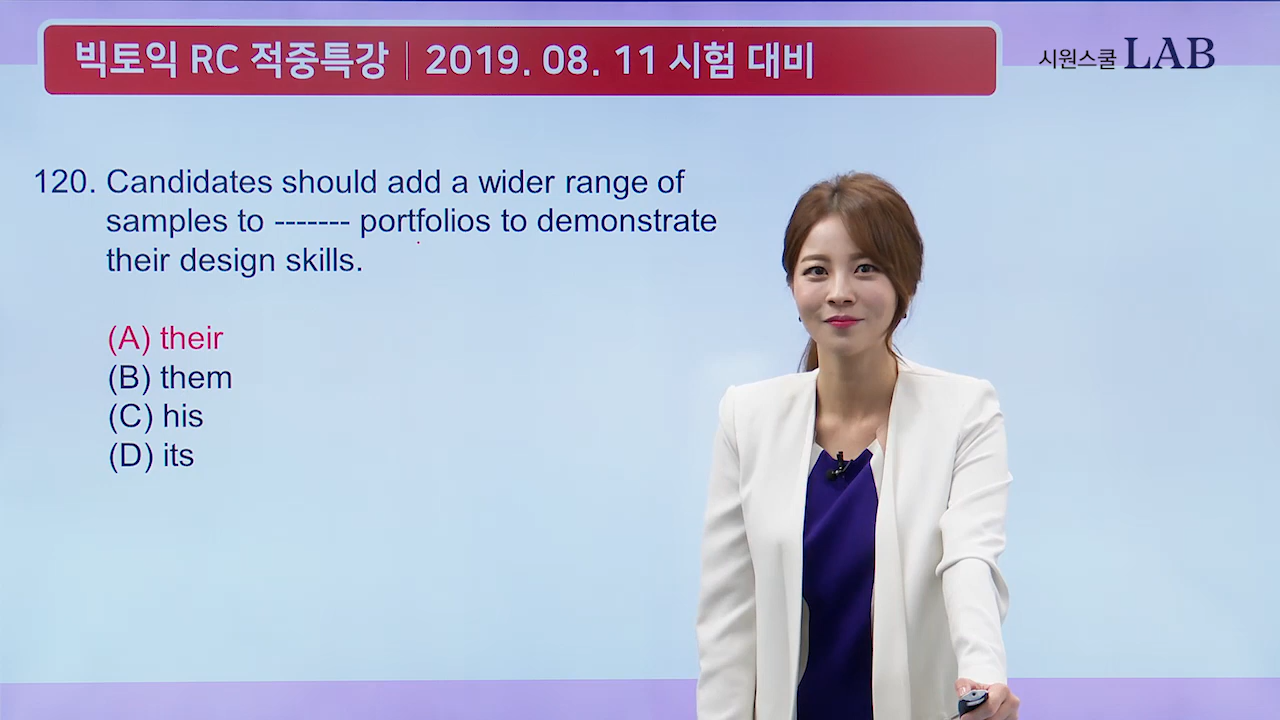 빅토익 RC 적중특강 | 2019. 08. 11 시험 대비
시원스쿨 LAB
120. Candidates should add a wider range of
samples to ------- portfolios to demonstrate
their design skills.
(A) their
(B) them
(C) his
(D) its